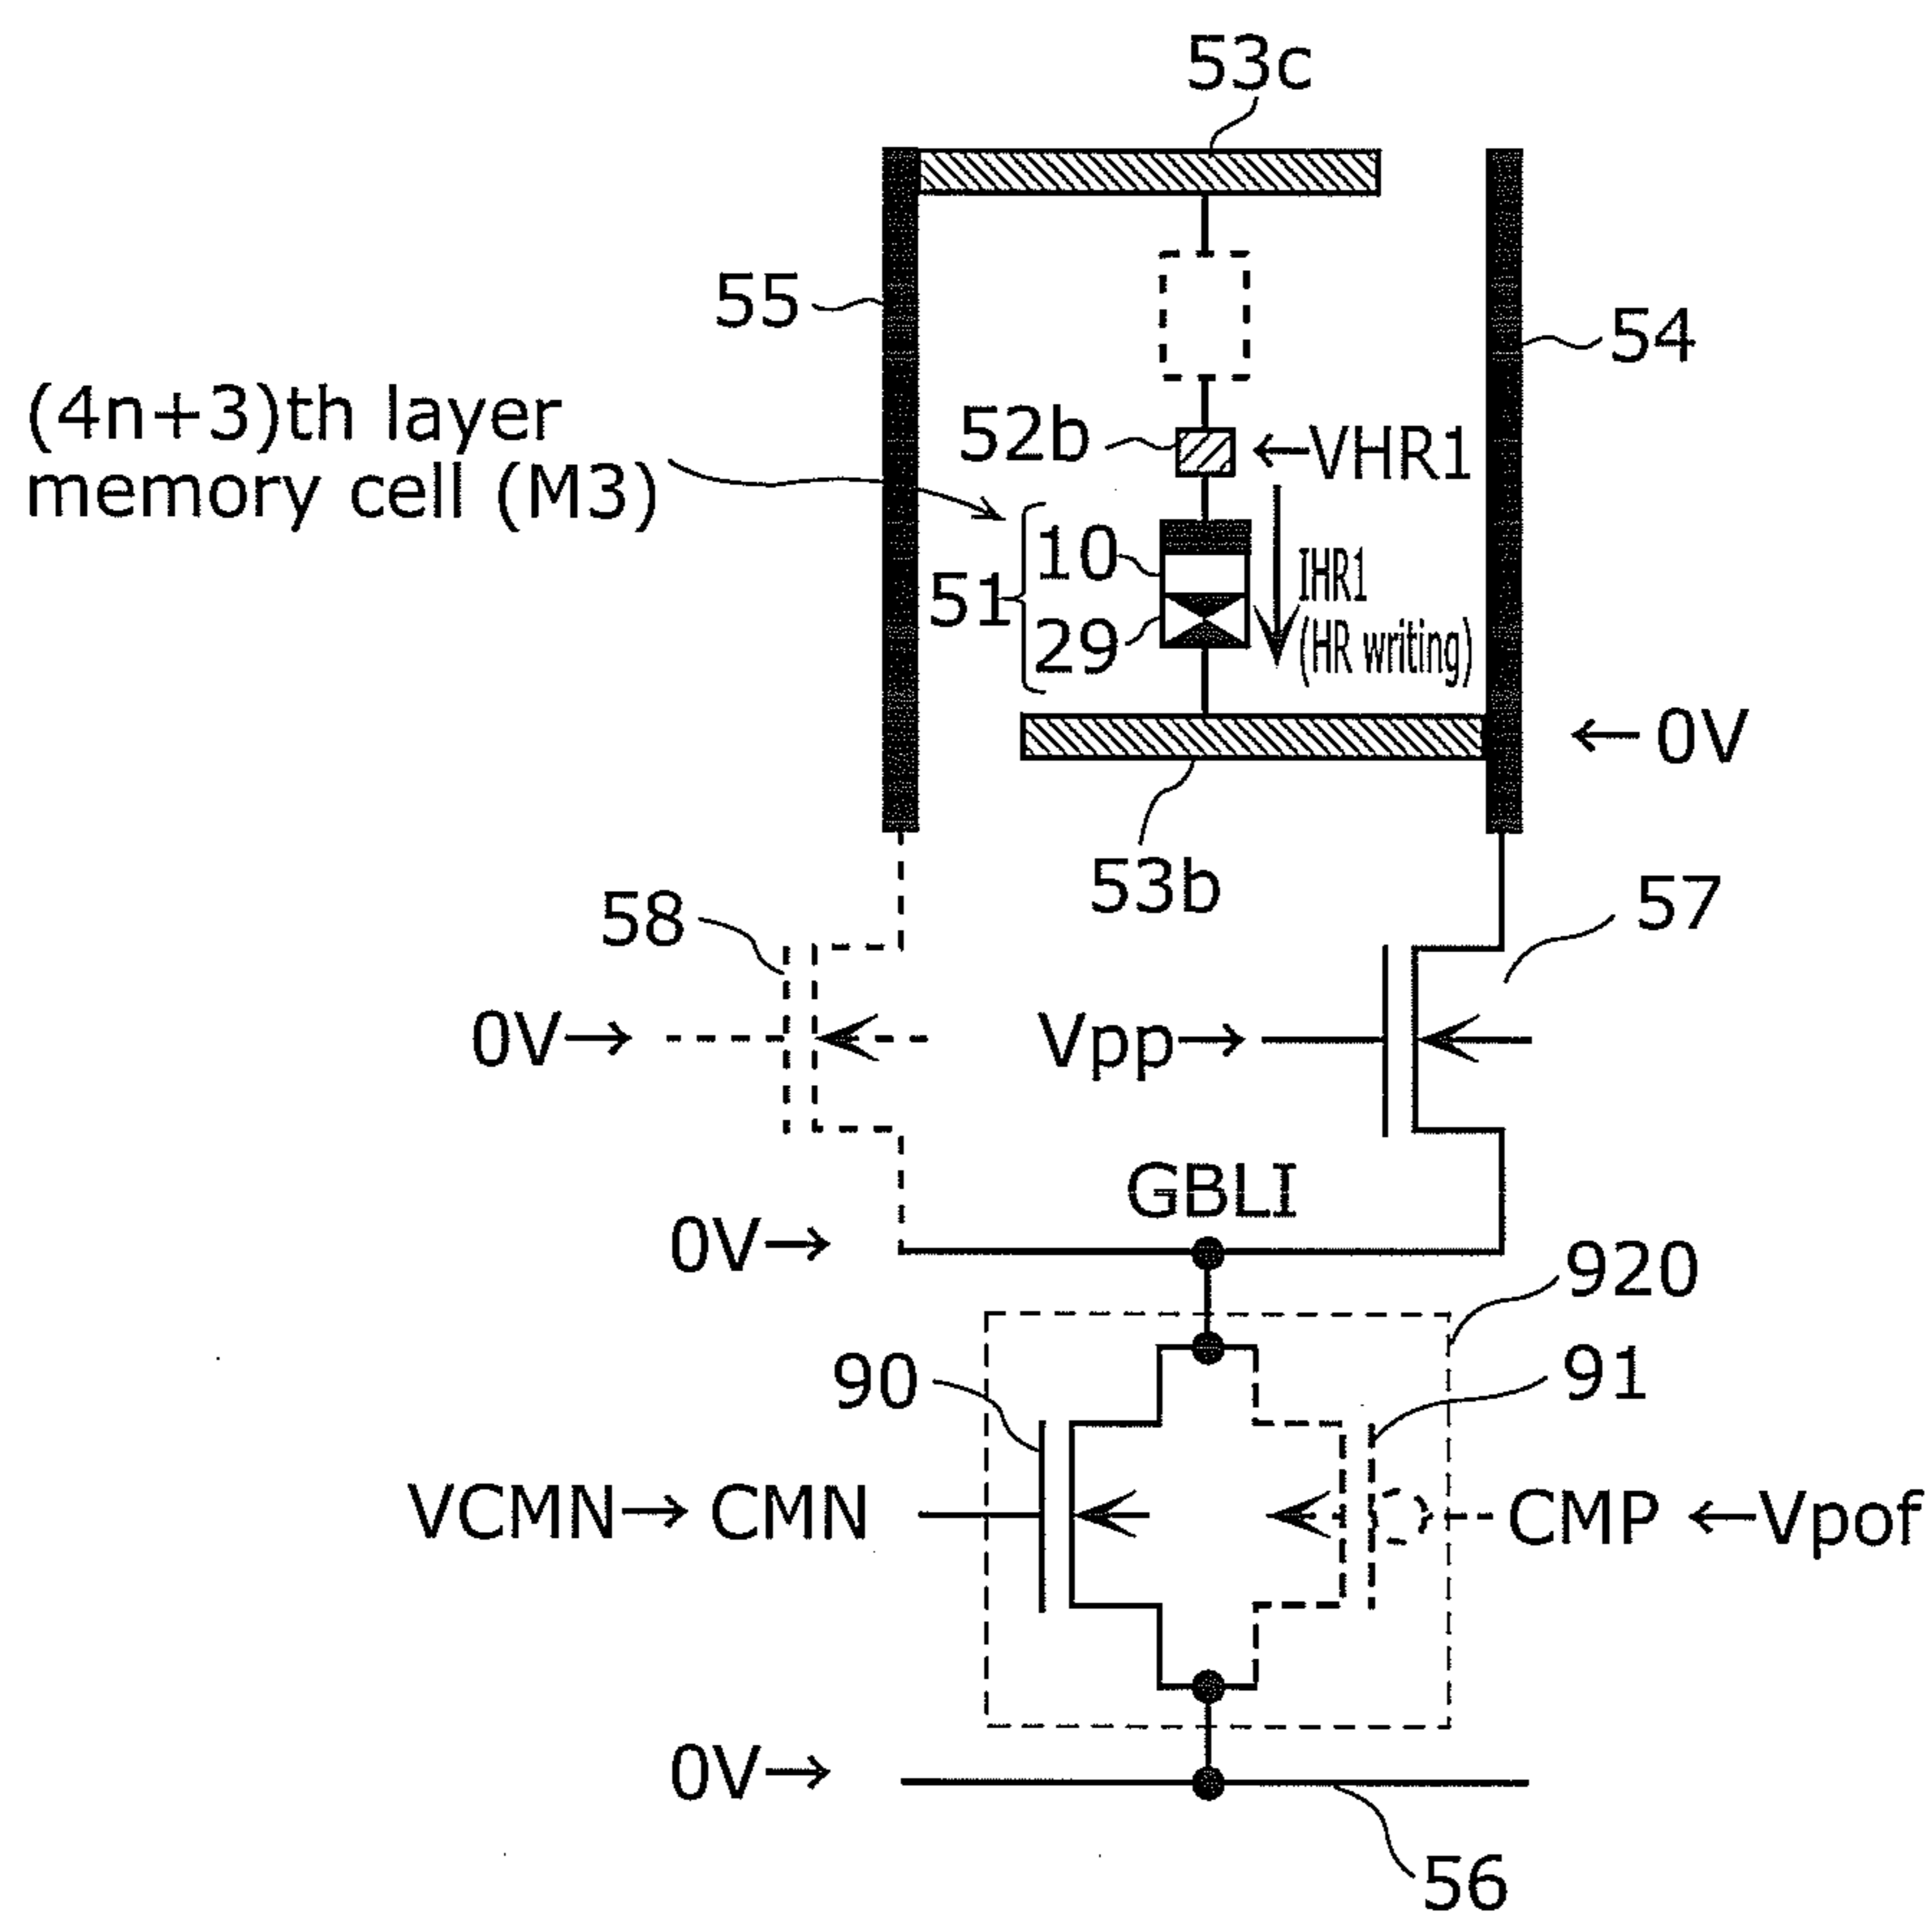 53c
55
54
(4n+3)th layer
memory cell (M3)
52b
←VHR1
51
10
29
IHR1
(HR writing)
←0V
53b
58
57
0V→
Vpp→
GBLI
0V→
920
90
91
VCMN→CMN
CMP←Vpof
0V→
56